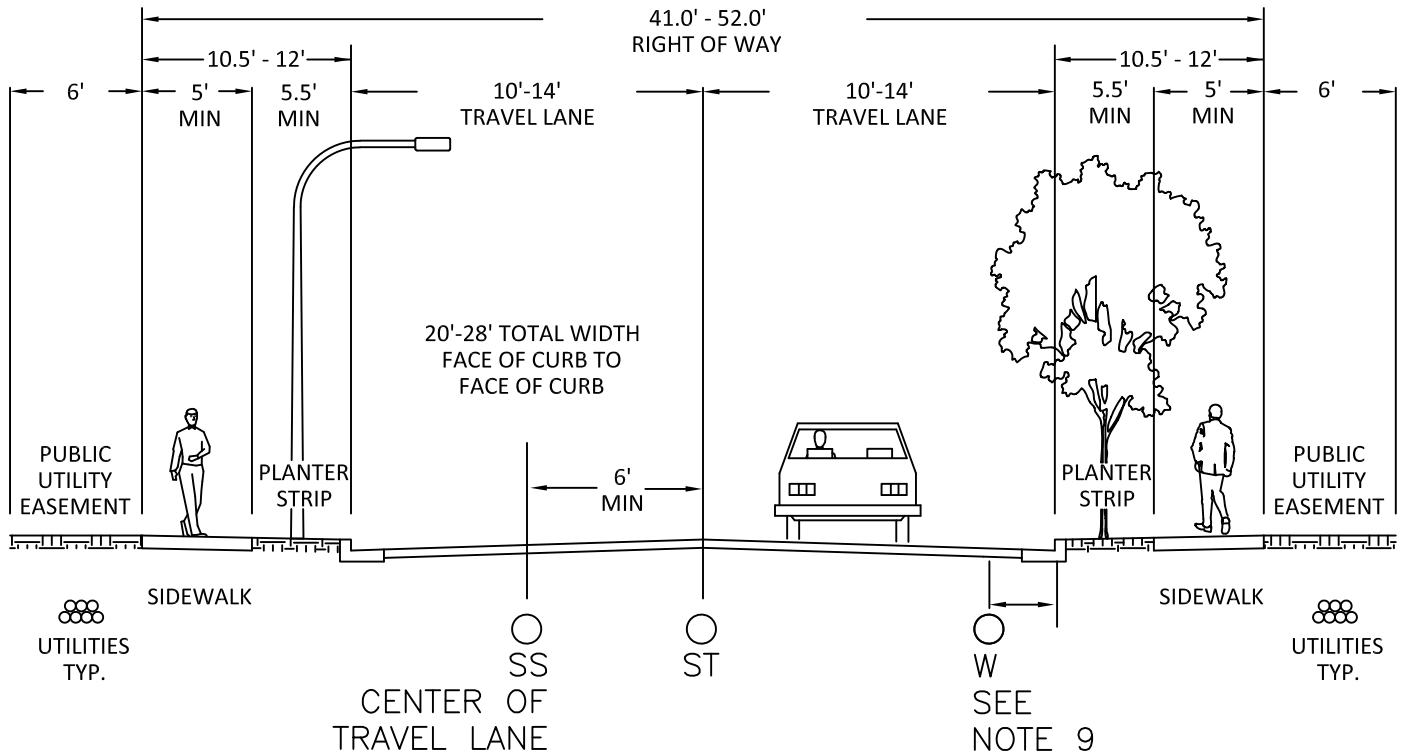 41.0' - 52.0'
RIGHT OF WAY
10.5' - 12'
10.5' - 12'
6'
5'
MIN
5.5'
MIN
10'-14'
TRAVEL LANE
10'-14'
TRAVEL LANE
5.5'
MIN
5'
MIN
6'
20'-28' TOTAL WIDTH
FACE OF CURB TO
FACE OF CURB
PUBLIC
UTILITY
EASEMENT
PLANTER
STRIP
6'
MIN
PLANTER
STRIP
PUBLIC
UTILITY
EASEMENT
SIDEWALK
SIDEWALK
UTILITIES
TYP.
SS
CENTER OF
TRAVEL LANE
ST
W
SEE
NOTE 9
UTILITIES
TYP.